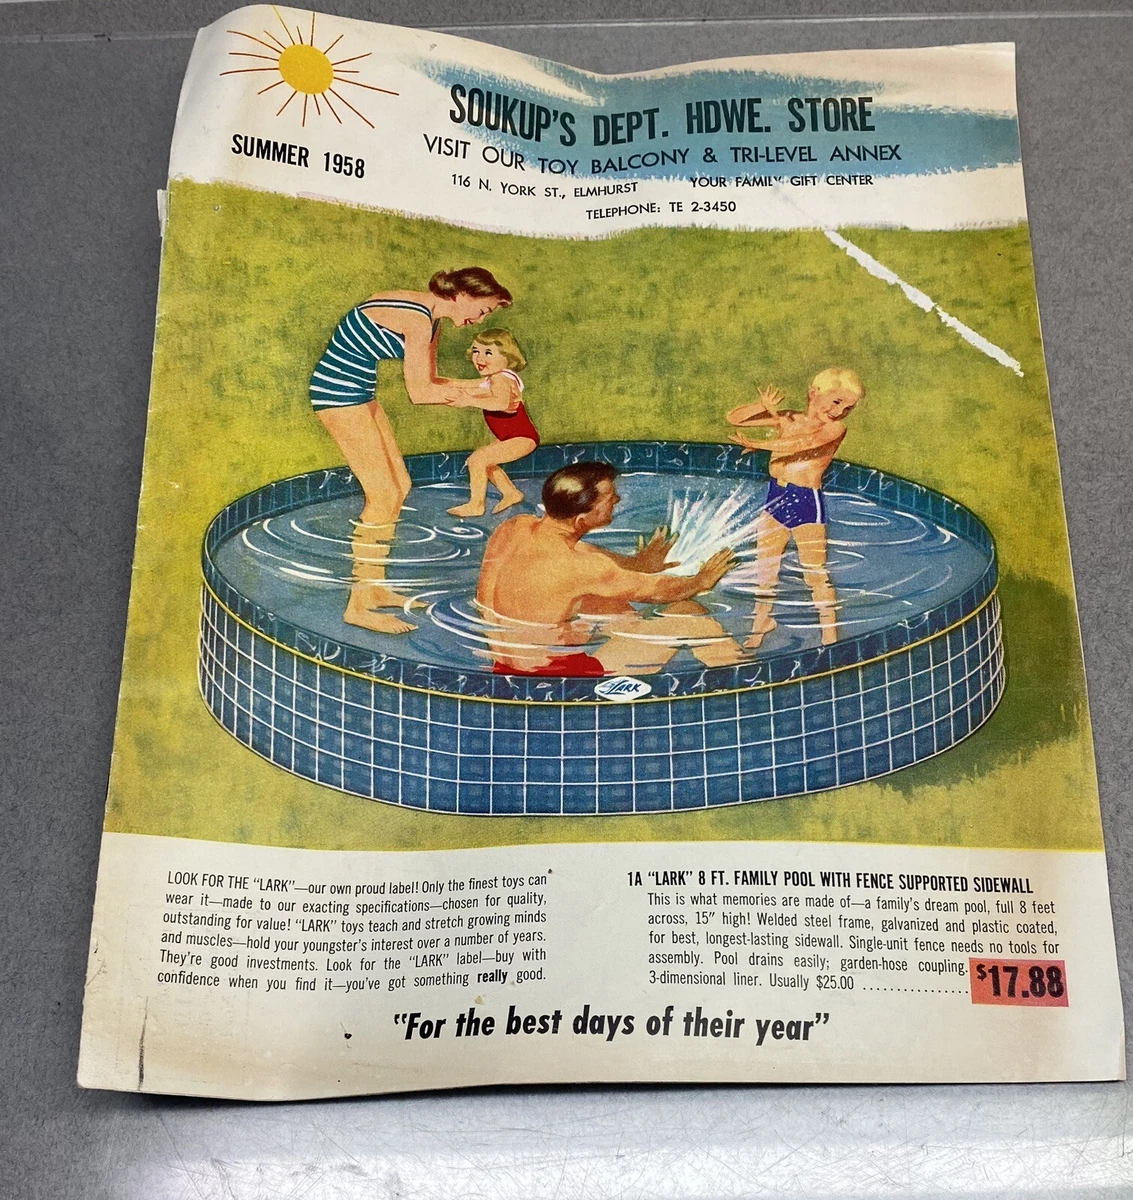 SUMMER 1958
SOUKUP'S DEPT. HDWE. STORE
VISIT OUR TOY BALCONY & TRI-LEVEL ANNEX
116 N. YORK ST., ELMHURST YOUR FAMILY GIFT CENTER
TELEPHONE: TE 2-3450
LARK
LOOK FOR THE "LARK"—our own proud label! Only the finest toys can
wear it—made to our exacting specifications—chosen for quality,
outstanding for value! "LARK" toys teach and stretch growing minds
and muscles—hold your youngster's interest over a number of years.
They're good investments. Look for the "LARK" label—buy with
confidence when you find it—you've got something really good.
1A "LARK" 8 FT. FAMILY POOL WITH FENCE SUPPORTED SIDEWALL
This is what memories are made of—a family's dream pool, full 8 feet
across, 15" high! Welded steel frame, galvanized and plastic coated,
for best, longest-lasting sidewall. Single-unit fence needs no tools for
assembly. Pool drains easily; garden-hose coupling.
3-dimensional liner. Usually $25.00 ................ $17.88
"For the best days of their year"